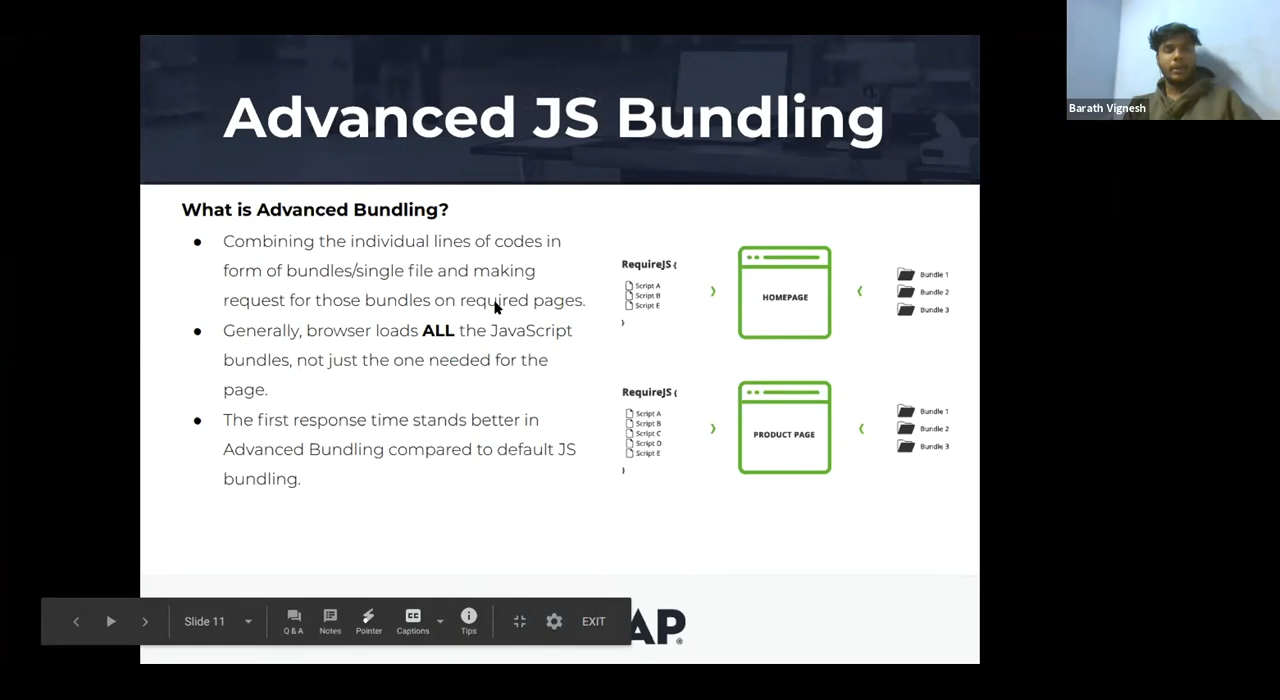 Advanced JS Bundling
Barath Vignesh
What is Advanced Bundling?
● Combining the individual lines of codes in
form of bundles/single file and making
request for those bundles on required pages.
● Generally, browser loads ALL the JavaScript
bundles, not just the one needed for the
page.
● The first response time stands better in
Advanced Bundling compared to default JS
bundling.
RequireJS {
Script A
Script B
Script E
}
HOMEPAGE
Bundle 1
Bundle 2
Bundle 3
RequireJS {
Script A
Script B
Script C
Script D
Script E
}
PRODUCT PAGE
Bundle 1
Bundle 2
Bundle 3
Slide 11
Q & A
Notes
Pointer
CC
Captions
Tips
EXIT
AP®